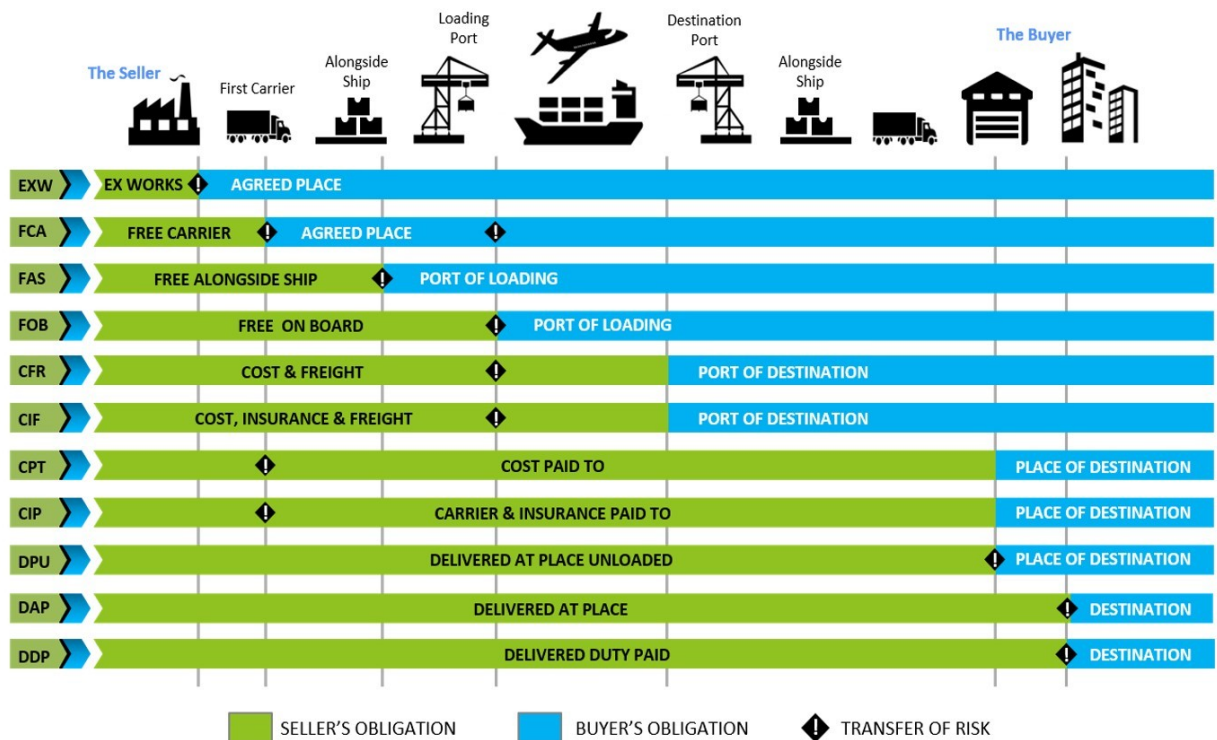 The Seller
First Carrier
Alongside
Ship
Loading
Port
Destination
Port
Alongside
Ship
The Buyer
EXW EX WORKS ! AGREED PLACE
FCA FREE CARRIER ! AGREED PLACE !
FAS FREE ALONGSIDE SHIP ! PORT OF LOADING
FOB FREE ON BOARD ! PORT OF LOADING
CFR COST & FREIGHT ! PORT OF DESTINATION
CIF COST, INSURANCE & FREIGHT ! PORT OF DESTINATION
CPT ! COST PAID TO PLACE OF DESTINATION
CIP ! CARRIER & INSURANCE PAID TO PLACE OF DESTINATION
DPU DELIVERED AT PLACE UNLOADED ! PLACE OF DESTINATION
DAP DELIVERED AT PLACE ! DESTINATION
DDP DELIVERED DUTY PAID ! DESTINATION
SELLER'S OBLIGATION BUYER'S OBLIGATION ! TRANSFER OF RISK